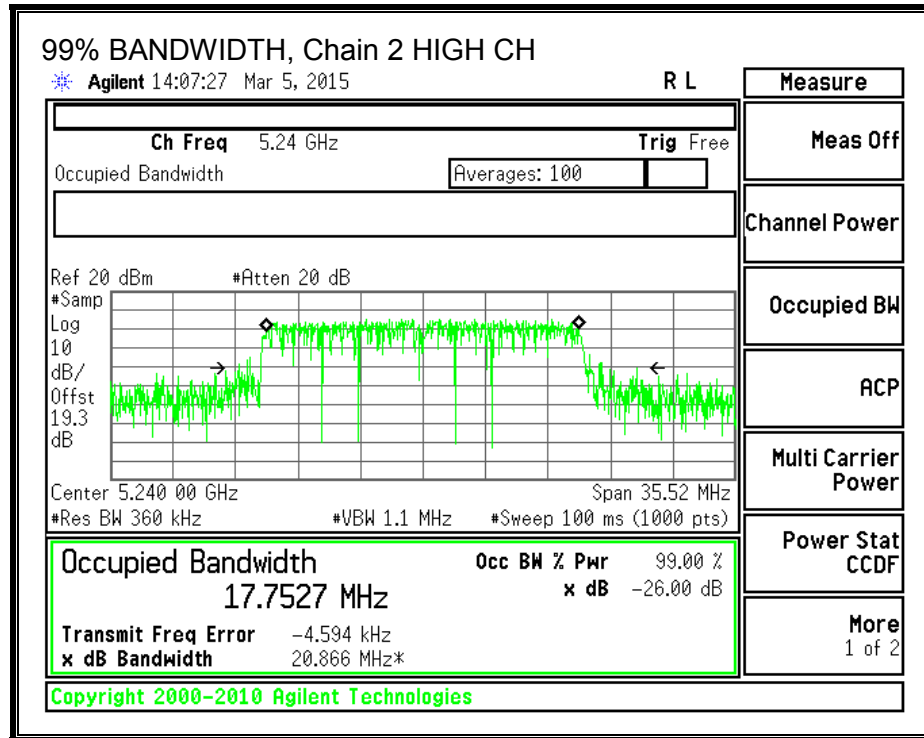 99% BANDWIDTH, Chain 2 HIGH CH
Agilent 14:07:27 Mar 5, 2015 R L
Measure
Ch Freq 5.24 GHz Trig Free
Occupied Bandwidth Averages: 100
Meas Off
Channel Power
Occupied BW
ACP
Multi Carrier
Power
Power Stat
CCDF
More
1 of 2
Ref 20 dBm #Atten 20 dB
#Samp
Log
10
dB/
Offst
19.3
dB
Center 5.240 00 GHz Span 35.52 MHz
#Res BW 360 kHz #VBW 1.1 MHz #Sweep 100 ms (1000 pts)
Occupied Bandwidth Occ BW % Pwr 99.00 %
17.7527 MHz x dB -26.00 dB
Transmit Freq Error -4.594 kHz
x dB Bandwidth 20.866 MHz*
Copyright 2000-2010 Agilent Technologies